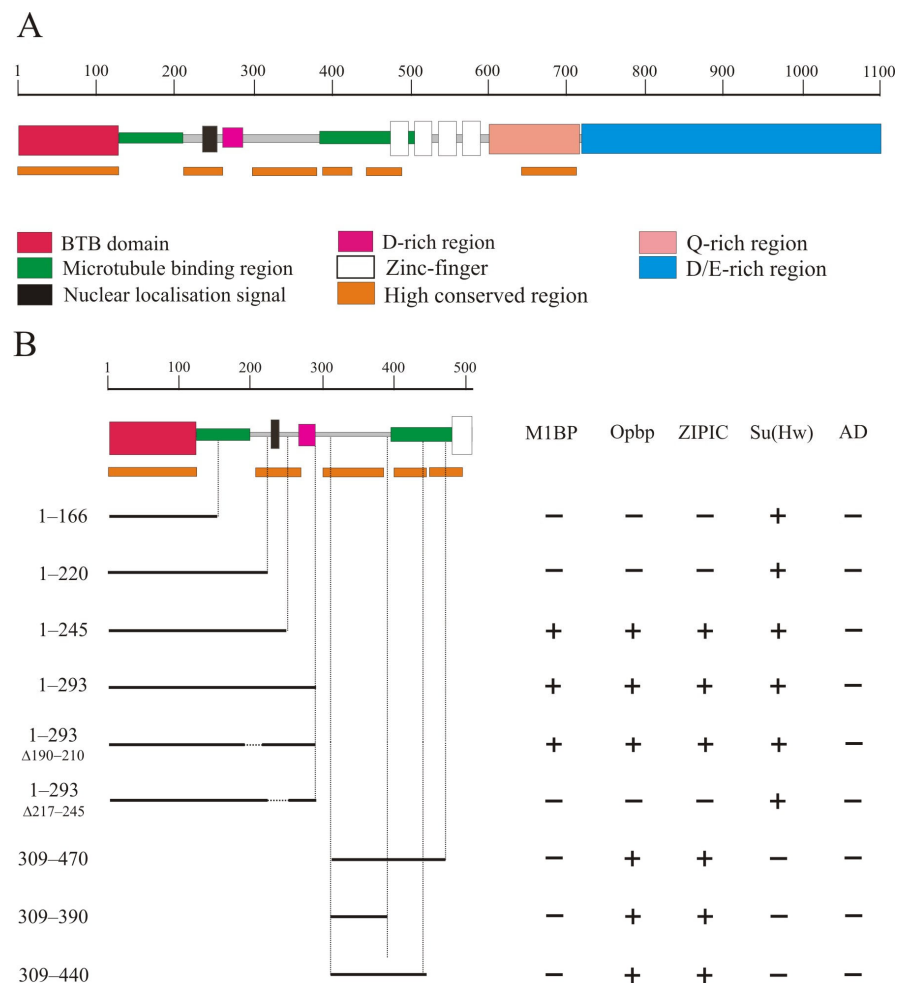 A
1 100 200 300 400 500 600 700 800 900 1000 1100
BTB domain D-rich region Q-rich region
Microtubule binding region Zinc-finger D/E-rich region
Nuclear localisation signal High conserved region
B
1 100 200 300 400 500
M1BP Opbp ZIPIC Su(Hw) AD
1–166 − − − + −
1–220 − − − + −
1–245 + + + + −
1–293 + + + + −
1–293 + + + + −
Δ190–210
1–293 − − − + −
Δ217–245
309–470 − + + − −
309–390 − + + − −
309–440 − + + − −